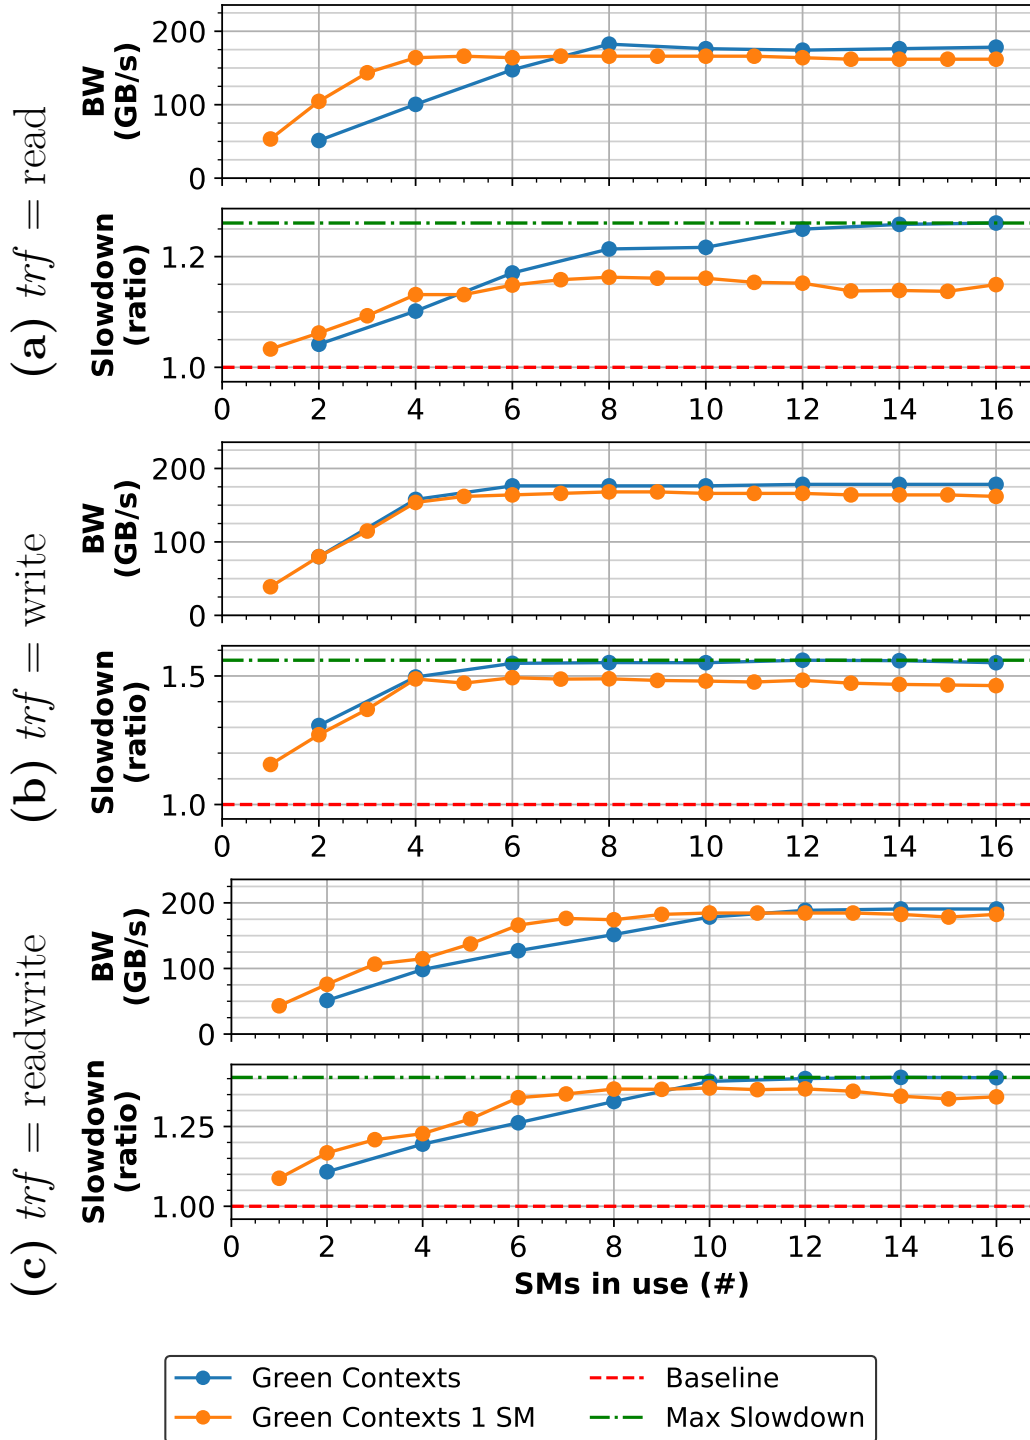 (a) trf = read
BW
(GB/s)
200
100
0
Slowdown
(ratio)
1.2
1.0
0 2 4 6 8 10 12 14 16
(b) trf = write
BW
(GB/s)
200
100
0
Slowdown
(ratio)
1.5
1.0
0 2 4 6 8 10 12 14 16
(c) trf = readwrite
BW
(GB/s)
200
100
0
Slowdown
(ratio)
1.25
1.00
0 2 4 6 8 10 12 14 16
SMs in use (#)
Green Contexts
Green Contexts 1 SM
Baseline
Max Slowdown